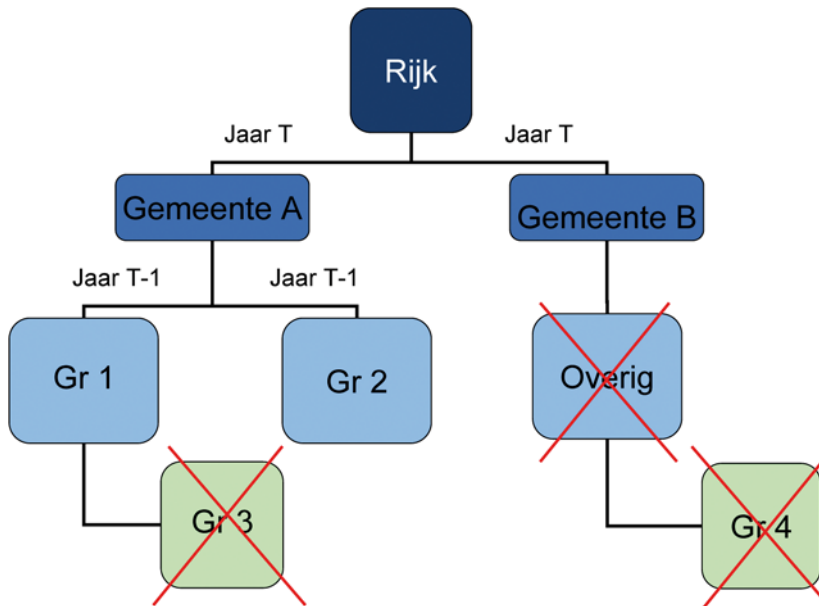 Rijk
Jaar T
Jaar T
Gemeente A
Gemeente B
Jaar T-1
Jaar T-1
Gr 1
Gr 2
Overig
Gr 3
Gr 4